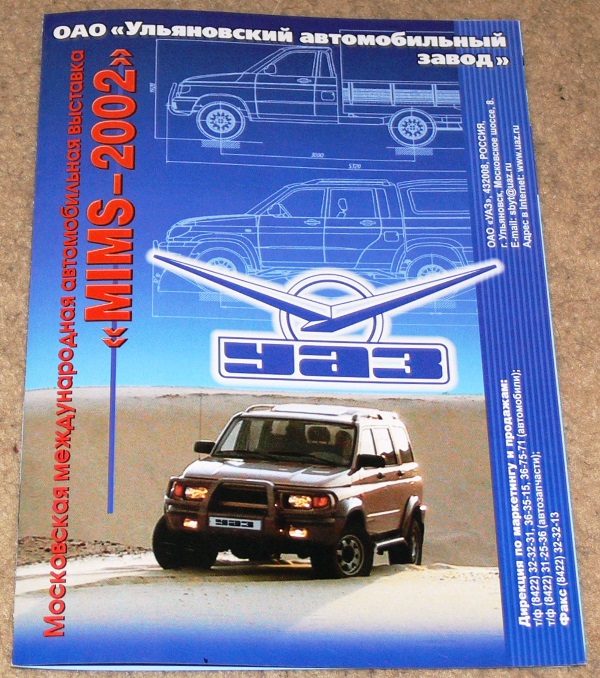 ОАО «Ульяновский автомобильный
завод»
Московская международная автомобильная выставка
«MIMS-2002»
ОАО «УАЗ», 432008, РОССИЯ,
г. Ульяновск, Московское шоссе, 8.
E-mail: sbyt@uaz.ru
Адрес в Internet: www.uaz.ru
УАЗ
УАЗ
Дирекция по маркетингу и продажам:
т/ф (8422) 32-32-31, 36-35-15, 36-75-71 (автомобили);
т/ф (8422) 31-25-36 (автозапчасти);
Факс (8422) 32-32-13